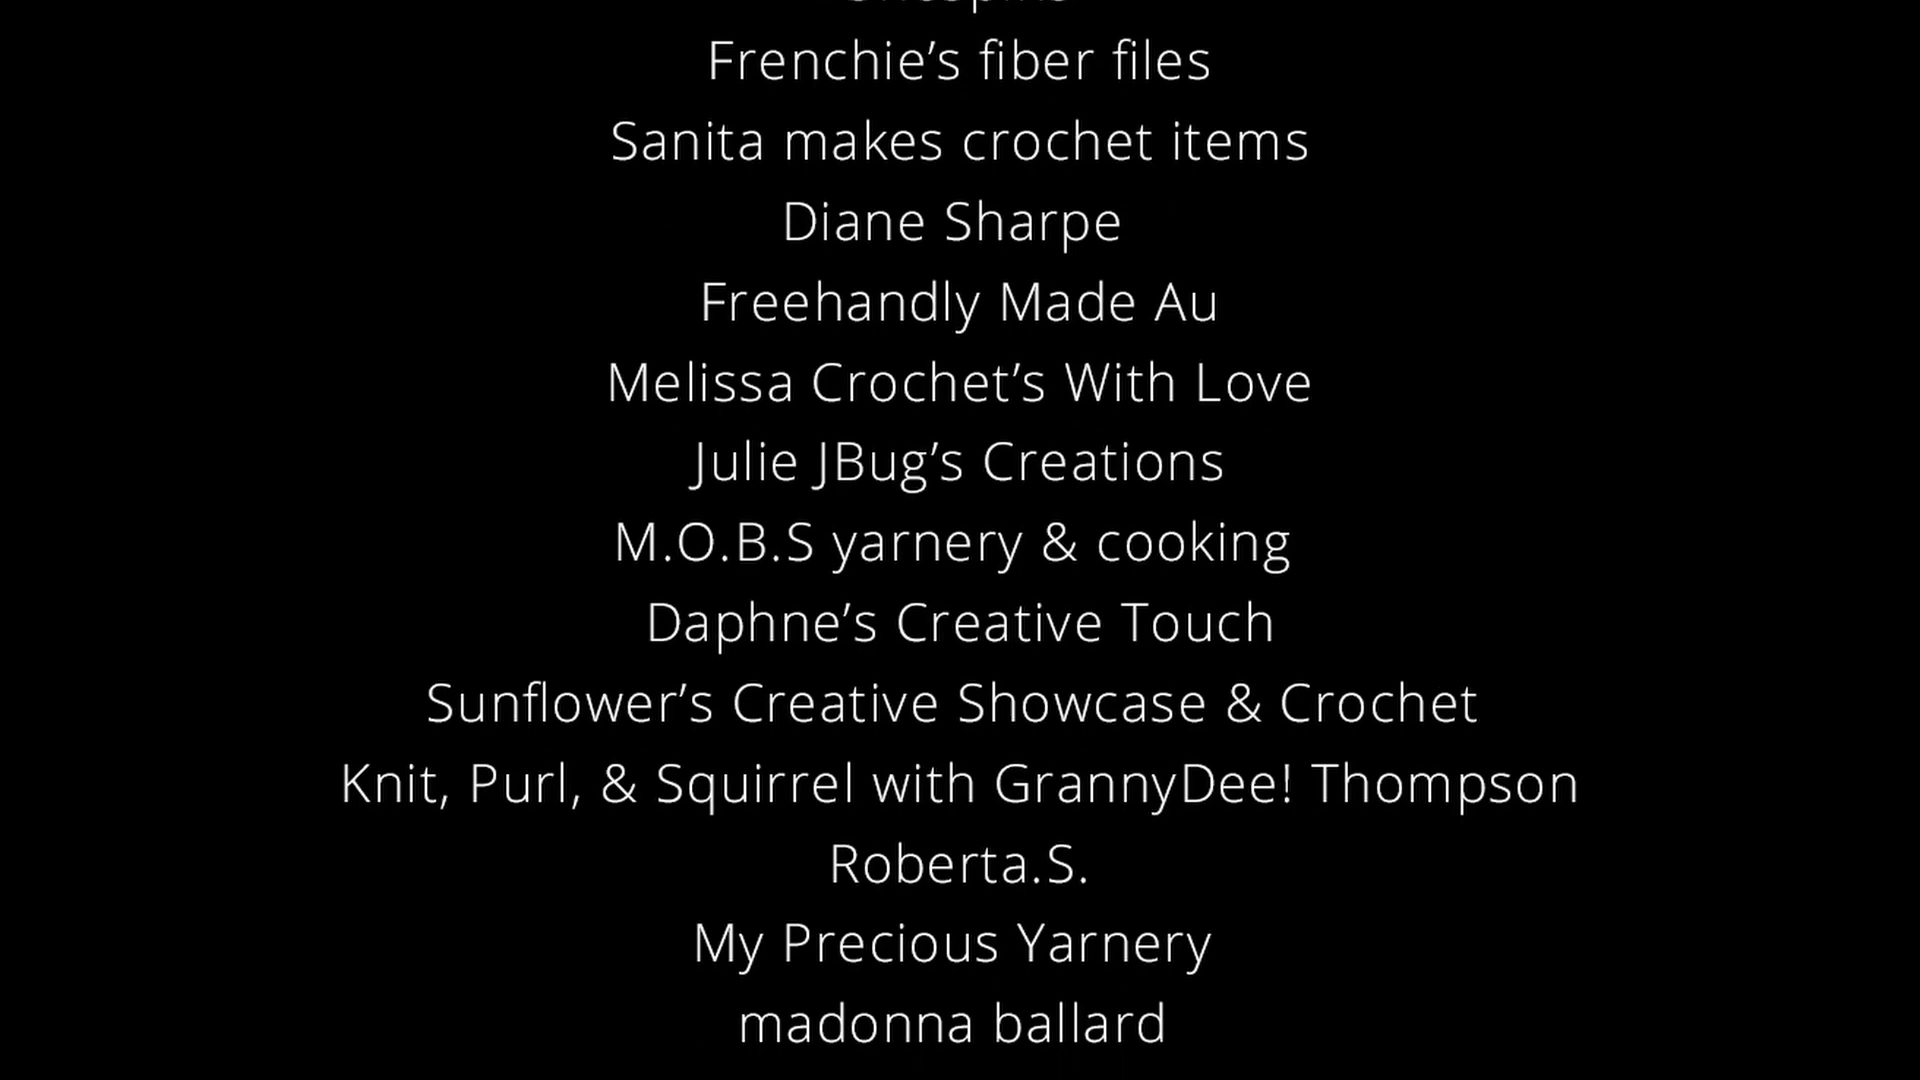 Frenchie’s fiber files
Sanita makes crochet items
Diane Sharpe
Freehandly Made Au
Melissa Crochet’s With Love
Julie JBug’s Creations
M.O.B.S yarnery & cooking
Daphne’s Creative Touch
Sunflower’s Creative Showcase & Crochet
Knit, Purl, & Squirrel with GrannyDee! Thompson
Roberta.S.
My Precious Yarnery
madonna ballard